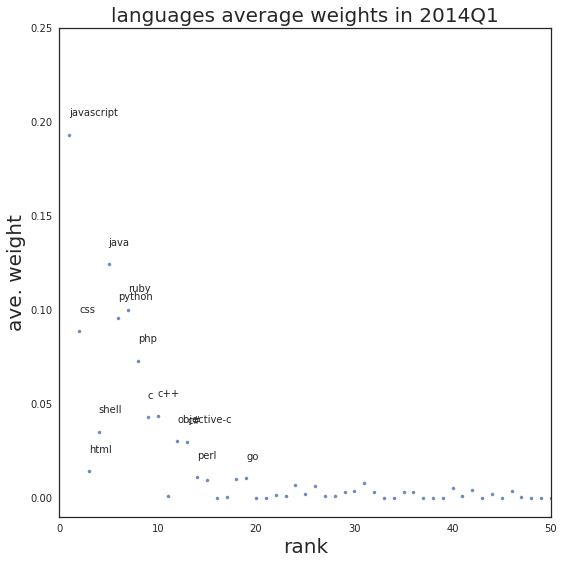 languages average weights in 2014Q1
0.25
0.20
0.15
0.10
0.05
0.00
ave. weight
javascript
java
ruby
python
css
php
c
c++
shell
objective-c
c#
html
perl
go
0
10
20
30
40
50
rank